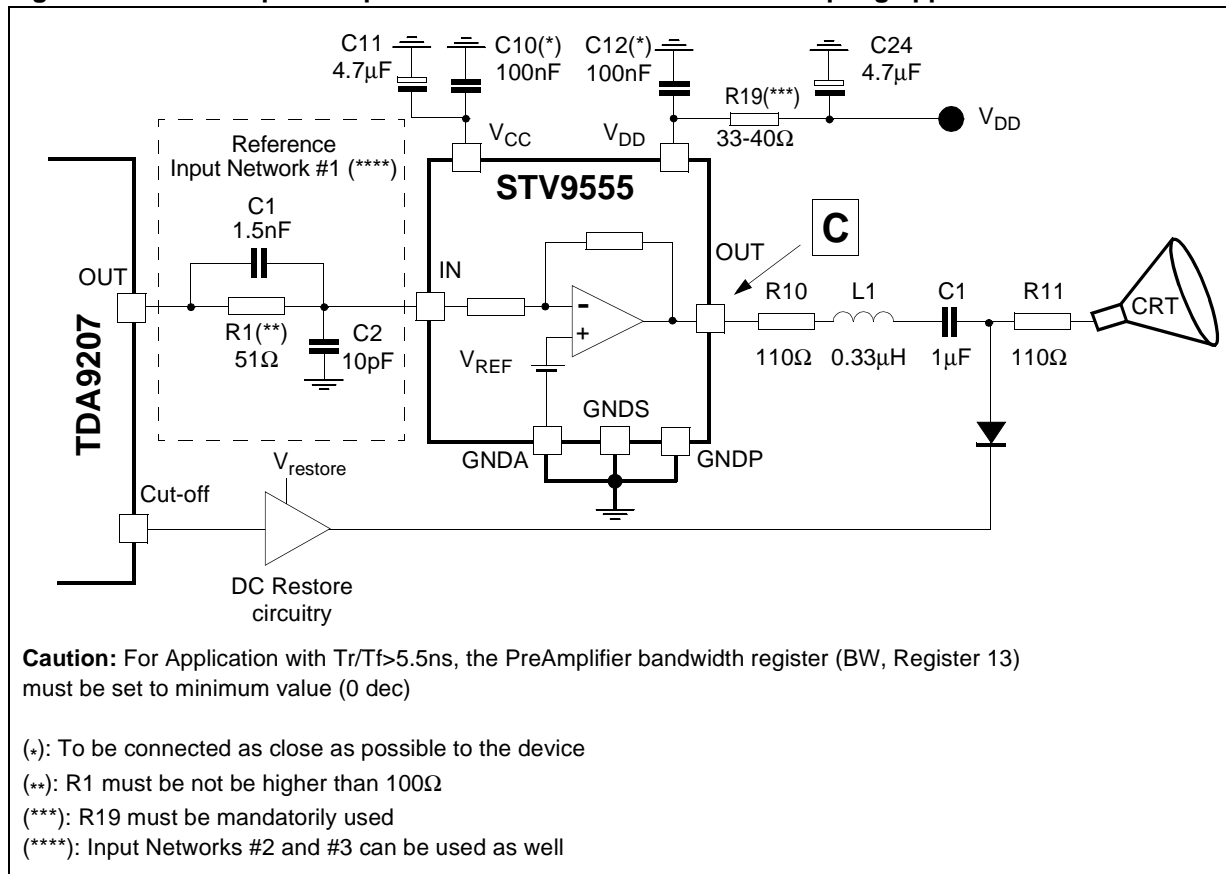 C11
4.7μF
C10(*)
100nF
C12(*)
100nF
C24
4.7μF
R19(***)
33-40Ω
V_DD
V_CC
V_DD
Reference
Input Network #1 (****)
STV9555
C1
1.5nF
OUT
R1(**)
51Ω
C2
10pF
IN
-
+
V_REF
OUT
C
R10
110Ω
L1
0.33μH
C1
1μF
R11
110Ω
CRT
TDA9207
GNDS
GNDA
GNDP
V_restore
Cut-off
DC Restore
circuitry
Caution: For Application with Tr/Tf>5.5ns, the PreAmplifier bandwidth register (BW, Register 13)
must be set to minimum value (0 dec)
(*): To be connected as close as possible to the device
(**): R1 must be not be higher than 100Ω
(***): R19 must be mandatorily used
(****): Input Networks #2 and #3 can be used as well